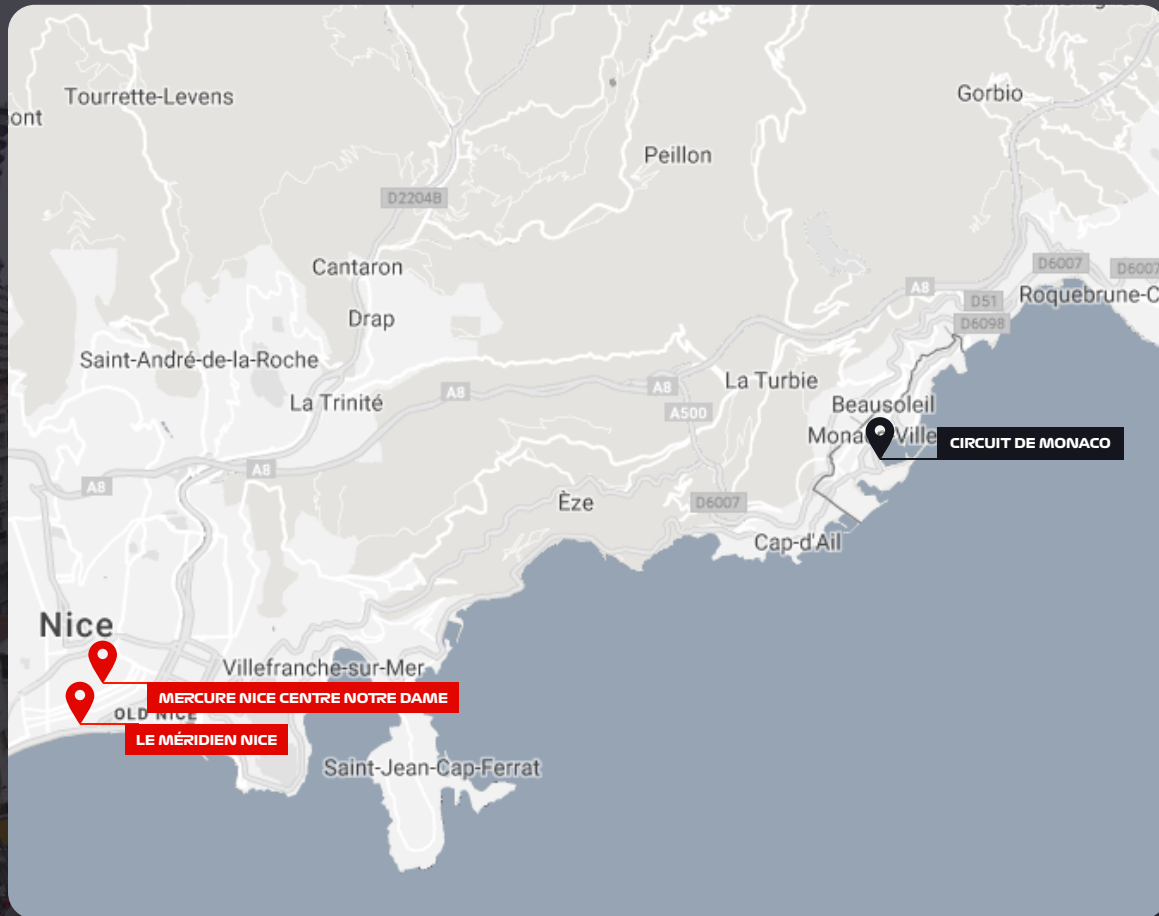 Tourrette-Levens
Gorbio
ont
Peillon
D2204B
Cantaron
D6007
D6007
A8
Roquebrune-C
D51
Drap
D6098
Saint-André-de-la-Roche
La Turbie
A8
A8
La Trinité
Beausoleil
A500
CIRCUIT DE MONACO
A8
A8
Èze
D6007
Cap-d'Ail
Nice
Villefranche-sur-Mer
MERCURE NICE CENTRE NOTRE DAME
OLD NICE
LE MÉRIDIEN NICE
Saint-Jean-Cap-Ferrat